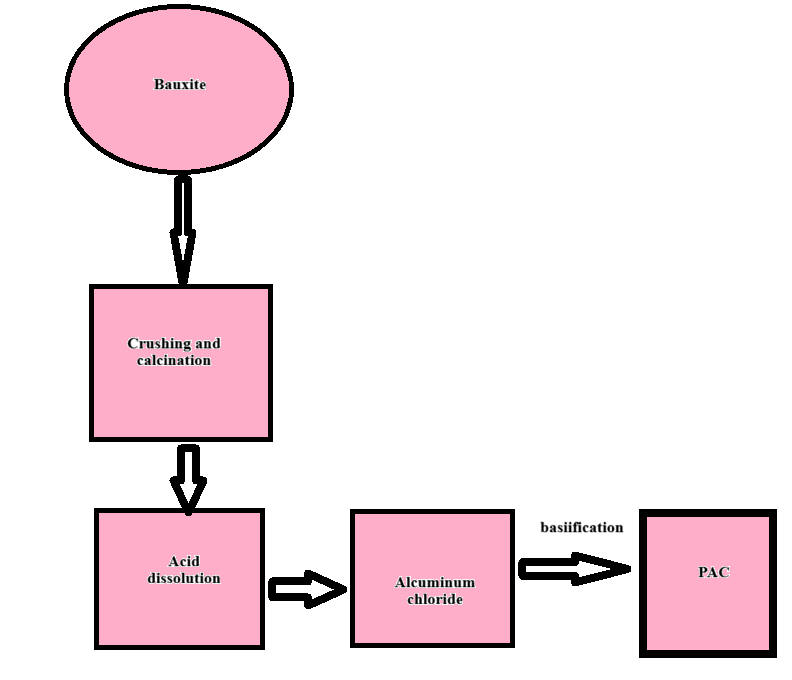 Bauxite
Crushing and
calcination
Acid
dissolution
Alcuminum
chloride
basiification
PAC